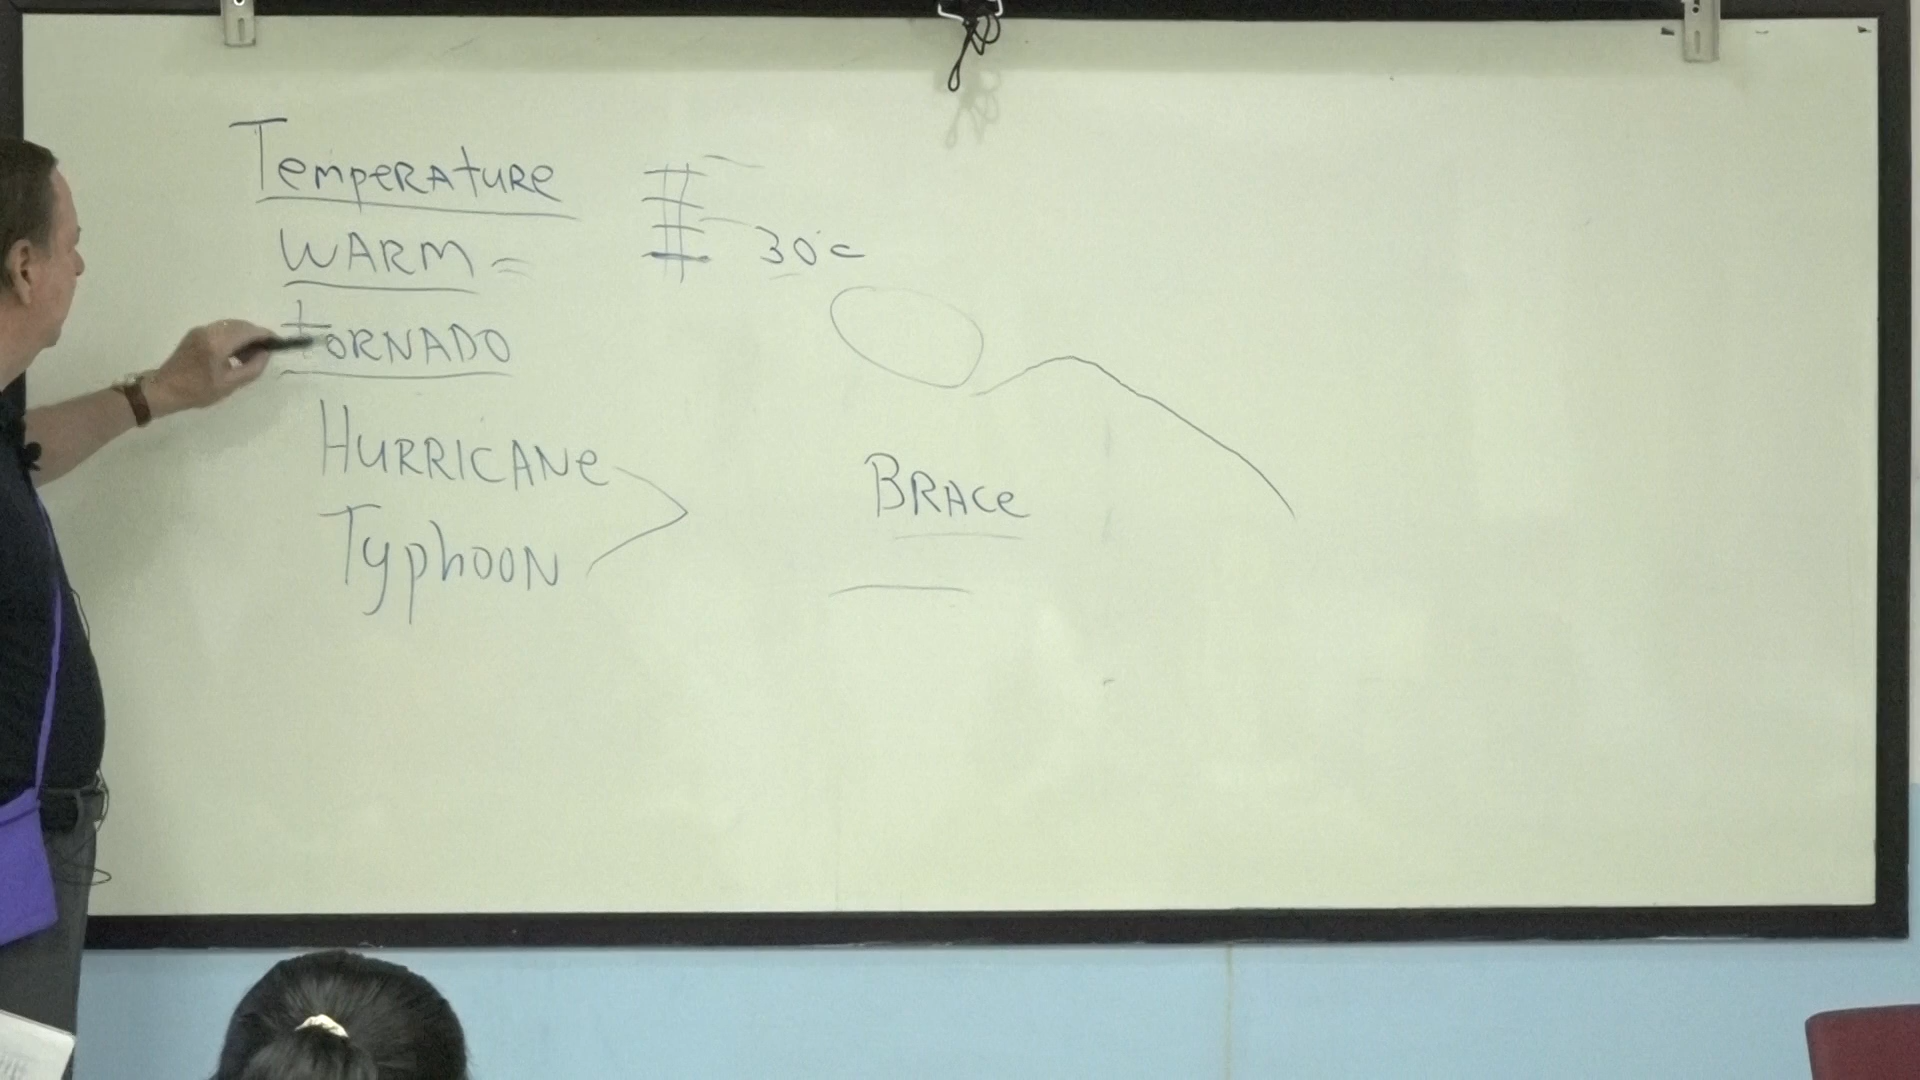 Temperature
WARM =
30°c
tORNADO
HURRICANe
BRACe
Typhoon